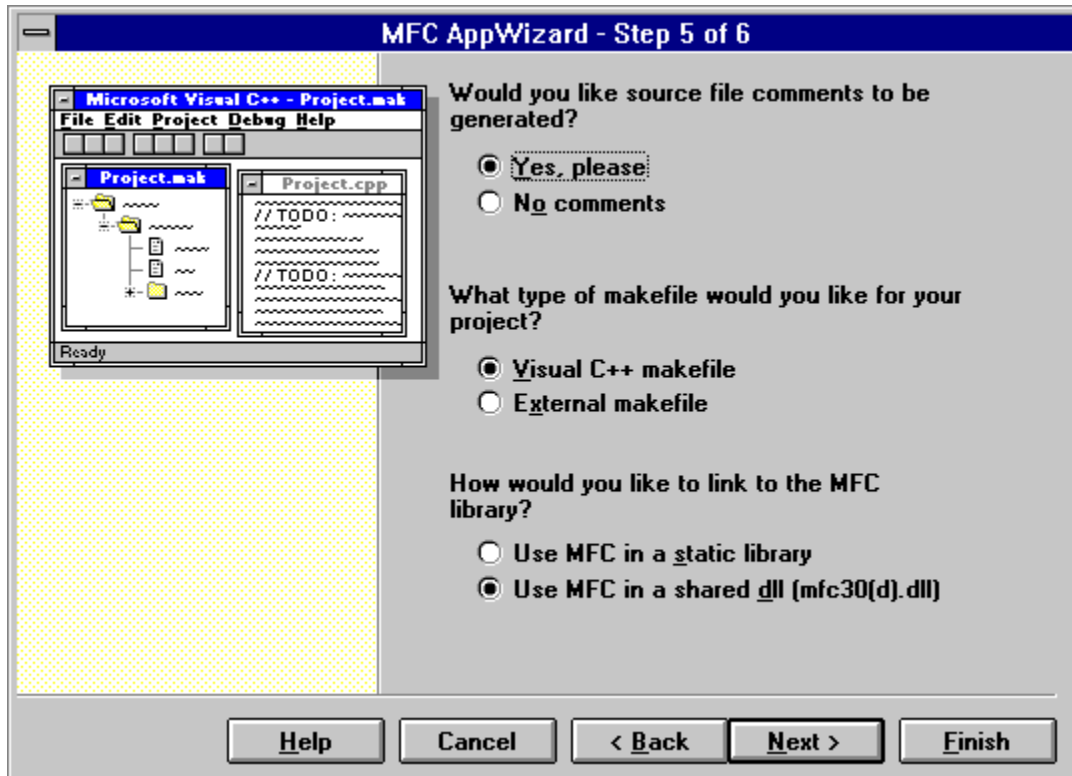 MFC AppWizard - Step 5 of 6
Microsoft Visual C++ - Project.mak
File Edit Project Debug Help
Project.mak
Project.cpp
//TODO:
//TODO:
Ready
Would you like source file comments to be
generated?
Yes, please
No comments
What type of makefile would you like for your
project?
Visual C++ makefile
External makefile
How would you like to link to the MFC
library?
Use MFC in a static library
Use MFC in a shared dll (mfc30(d).dll)
Help Cancel < Back Next > Finish